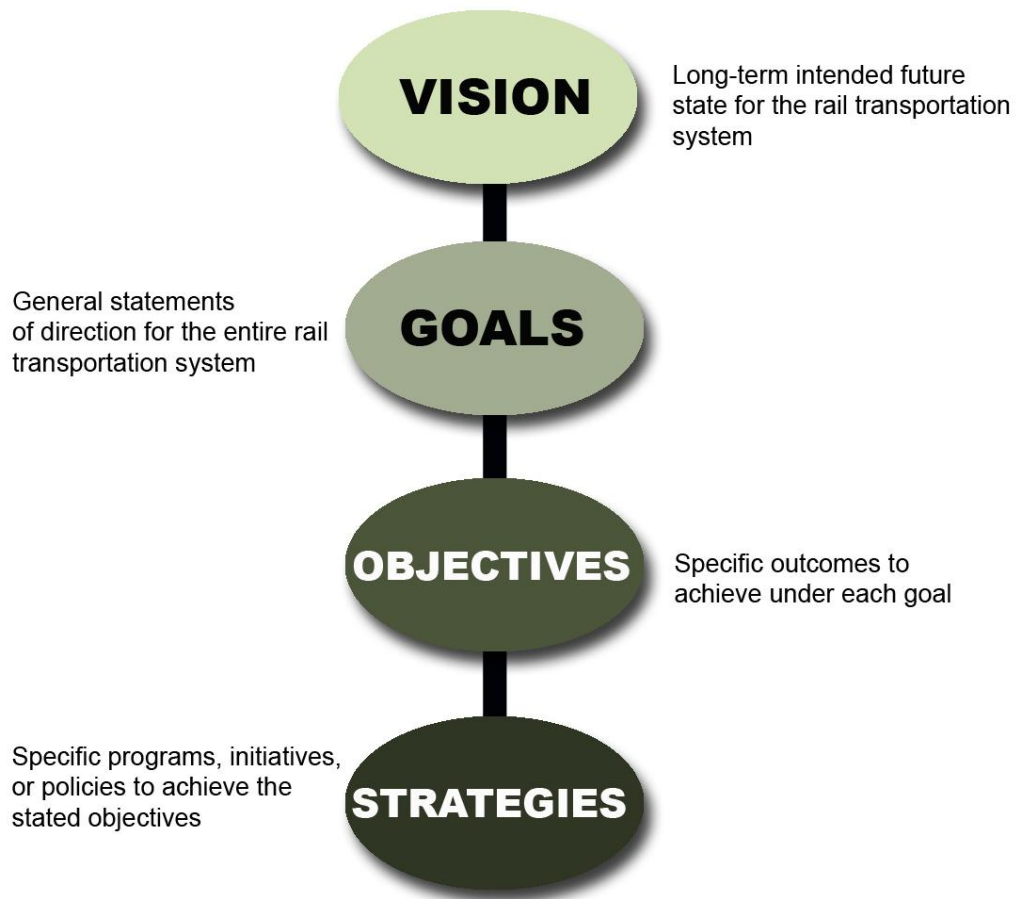 VISION
Long-term intended future
state for the rail transportation
system
General statements
of direction for the entire rail
transportation system
GOALS
OBJECTIVES
Specific outcomes to
achieve under each goal
Specific programs, initiatives,
or policies to achieve the
stated objectives
STRATEGIES